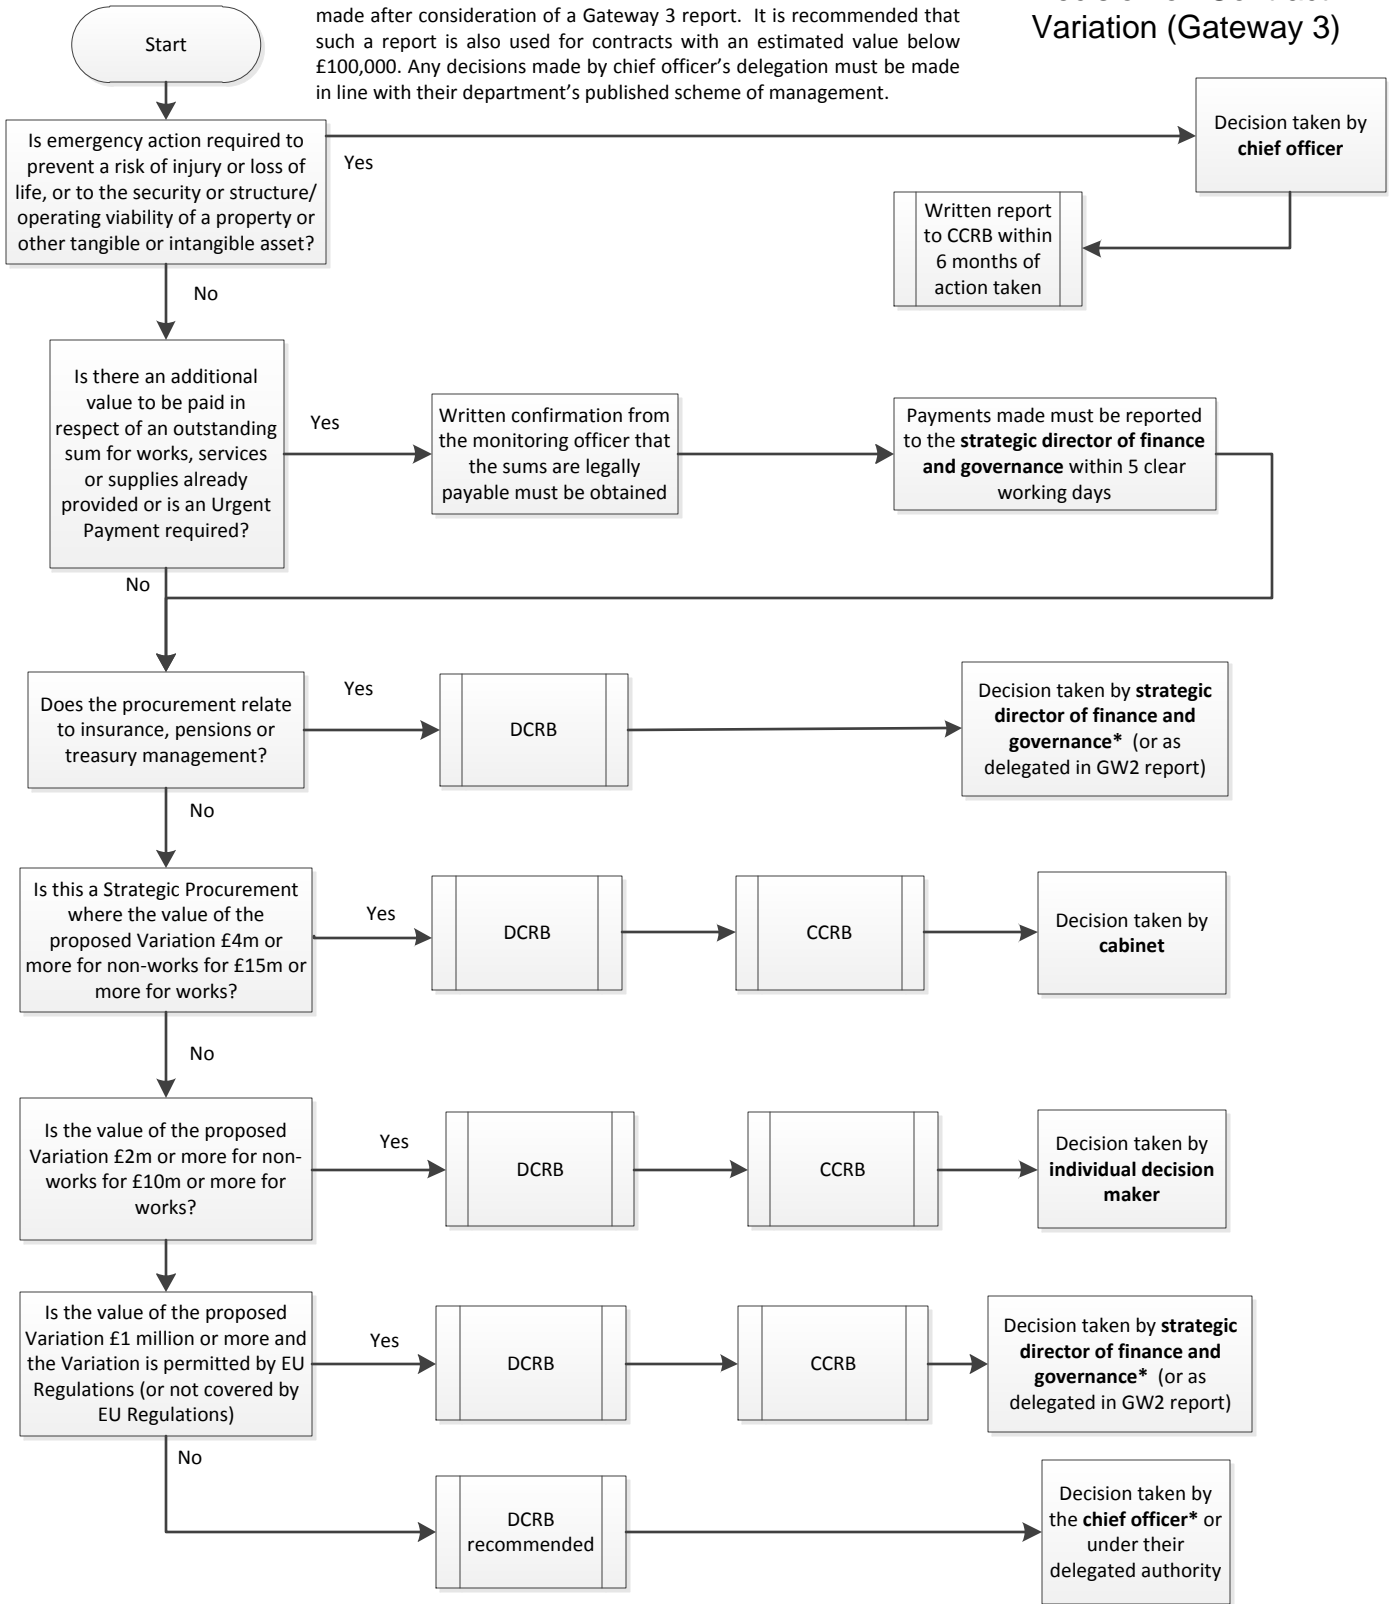 made after consideration of a Gateway 3 report. It is recommended that
such a report is also used for contracts with an estimated value below
£100,000. Any decisions made by chief officer's delegation must be made
in line with their department's published scheme of management.
Variation (Gateway 3)
Start
Is emergency action required to
prevent a risk of injury or loss of
life, or to the security or structure/
operating viability of a property or
other tangible or intangible asset?
Yes
Decision taken by
chief officer
Written report
to CCRB within
6 months of
action taken
No
Is there an additional
value to be paid in
respect of an outstanding
sum for works, services
or supplies already
provided or is an Urgent
Payment required?
Yes
Written confirmation from
the monitoring officer that
the sums are legally
payable must be obtained
Payments made must be reported
to the strategic director of finance
and governance within 5 clear
working days
No
Does the procurement relate
to insurance, pensions or
treasury management?
Yes
DCRB
Decision taken by strategic
director of finance and
governance* (or as
delegated in GW2 report)
No
Is this a Strategic Procurement
where the value of the
proposed Variation £4m or
more for non-works for £15m or
more for works?
Yes
DCRB
CCRB
Decision taken by
cabinet
No
Is the value of the proposed
Variation £2m or more for non-
works for £10m or more for
works?
Yes
DCRB
CCRB
Decision taken by
individual decision
maker
Is the value of the proposed
Variation £1 million or more and
the Variation is permitted by EU
Regulations (or not covered by
EU Regulations)
Yes
DCRB
CCRB
Decision taken by strategic
director of finance and
governance* (or as
delegated in GW2 report)
No
DCRB
recommended
Decision taken by
the chief officer* or
under their
delegated authority